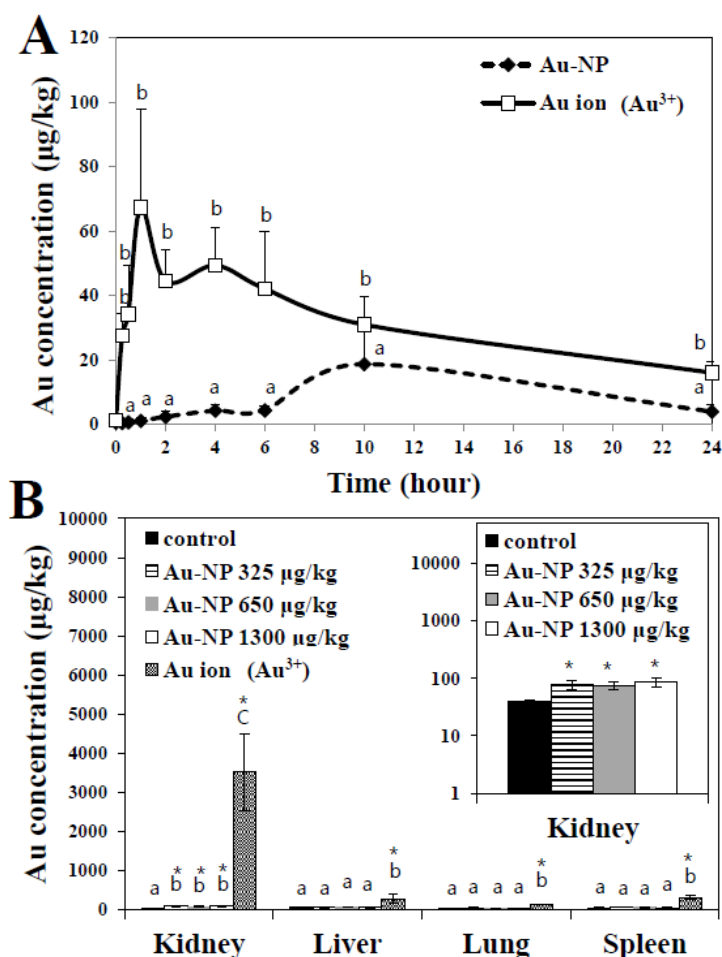 A
120
100
80
60
40
20
0
Au concentration (µg/kg)
Au-NP
Au ion (Au³⁺)
b
b
b
b
b
b
b
b
a
a
a
a
a
a
a
0 2 4 6 8 10 12 14 16 18 20 22 24
Time (hour)
B
10000
9000
8000
7000
6000
5000
4000
3000
2000
1000
0
Au concentration (µg/kg)
control
Au-NP 325 µg/kg
Au-NP 650 µg/kg
Au-NP 1300 µg/kg
Au ion (Au³⁺)
control
Au-NP 325 µg/kg
Au-NP 650 µg/kg
Au-NP 1300 µg/kg
10000
1000
100
10
1
* * *
Kidney
a * b * b * b * C
a a a a * b
a a a a * b
a a a a * b
Kidney Liver Lung Spleen